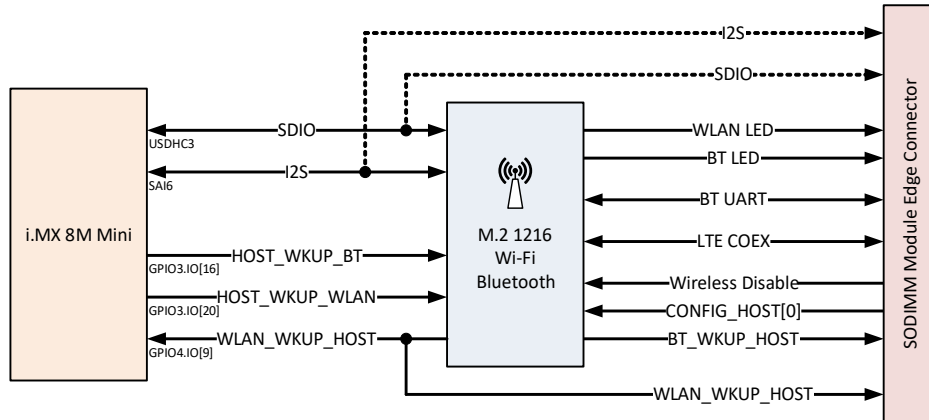 I2S
SDIO
SDIO
USDHC3
I2S
SAI6
i.MX 8M Mini
HOST_WKUP_BT
GPIO3.IO[16]
HOST_WKUP_WLAN
GPIO3.IO[20]
WLAN_WKUP_HOST
GPIO4.IO[9]
M.2 1216
Wi-Fi
Bluetooth
WLAN LED
BT LED
BT UART
LTE COEX
Wireless Disable
CONFIG_HOST[0]
BT_WKUP_HOST
WLAN_WKUP_HOST
SODIMM Module Edge Connector